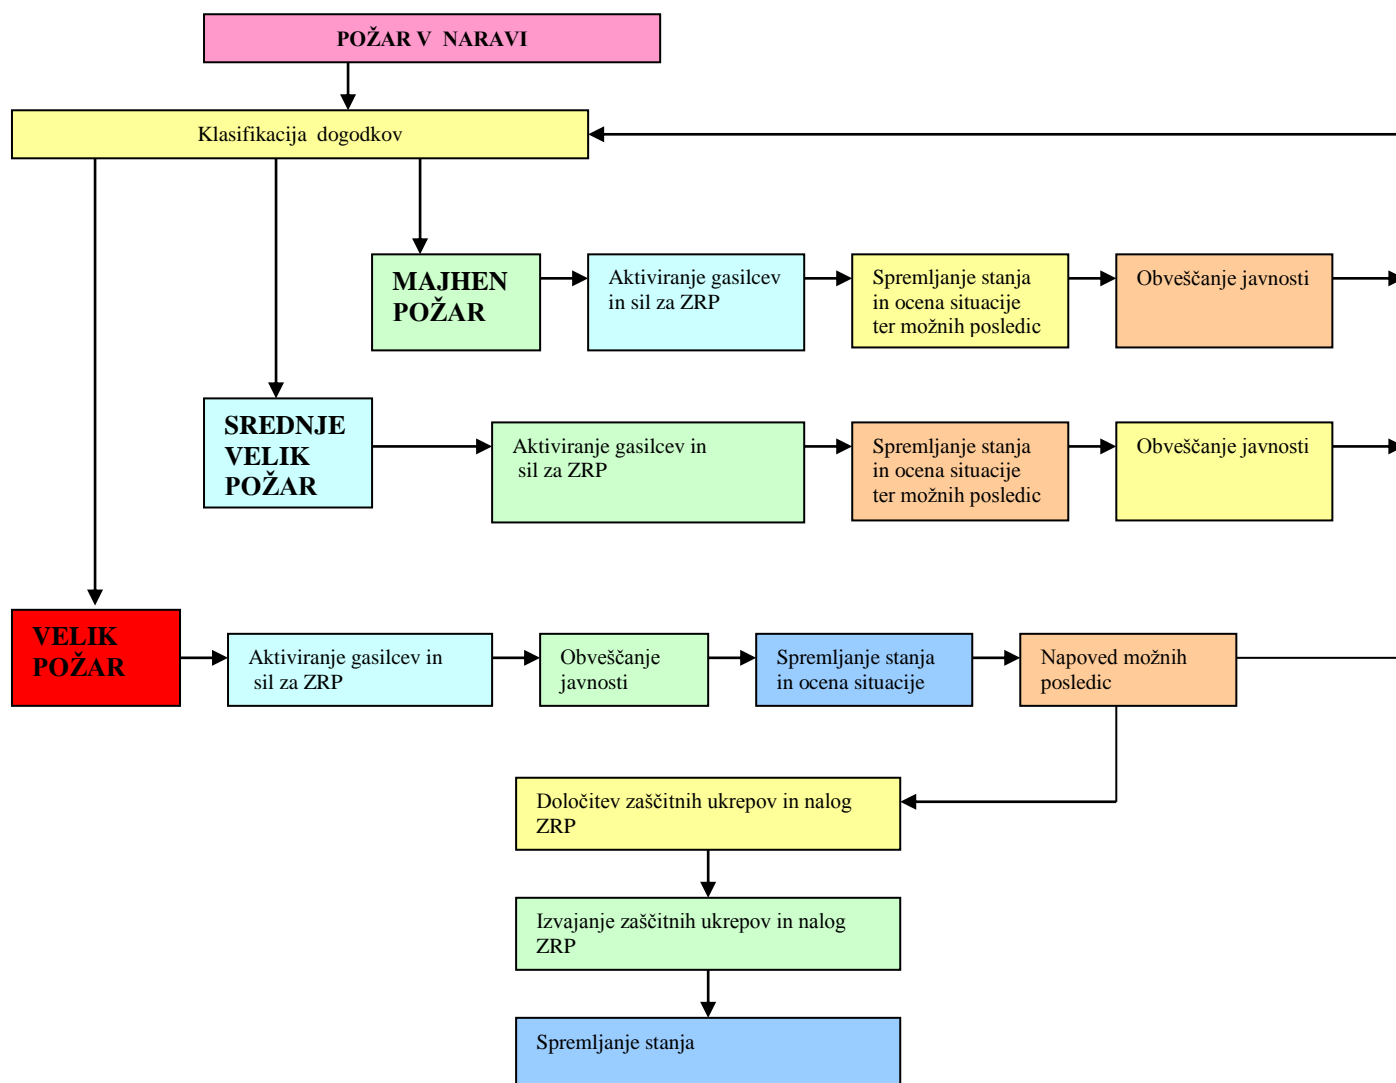 POŽAR V  NARAVI
Klasifikacija  dogodkov
MAJHEN
POŽAR
Aktiviranje gasilcev
in sil za ZRP
Spremljanje stanja
in ocena situacije
ter možnih posledic
Obveščanje javnosti
SREDNJE
VELIK
POŽAR
Aktiviranje gasilcev in
sil za ZRP
Spremljanje stanja
in ocena situacije
ter možnih posledic
Obveščanje javnosti
VELIK
POŽAR
Aktiviranje gasilcev in
sil za ZRP
Obveščanje
javnosti
Spremljanje stanja
in ocena situacije
Napoved možnih
posledic
Določitev zaščitnih ukrepov in nalog
ZRP
Izvajanje zaščitnih ukrepov in nalog
ZRP
Spremljanje stanja